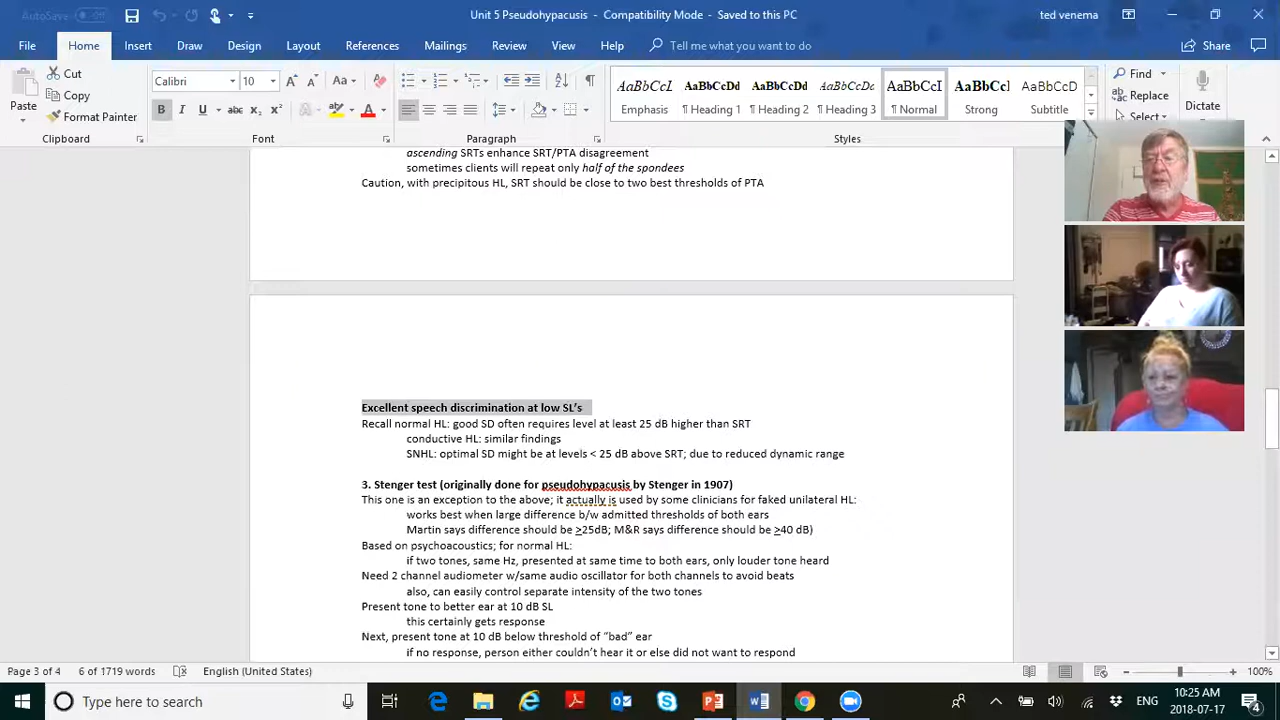 AutoSave Off
Unit 5 Pseudohypacusis - Compatibility Mode - Saved to this PC
ted venema
File Home Insert Draw Design Layout References Mailings Review View Help Tell me what you want to do Share
Paste
Cut
Copy
Format Painter
Calibri 10
AaBbCcI AaBbCcDd AaBbCcDd AaBbCcDd AaBbCcI AaBbCcI AaBbCcD
Emphasis ¶ Heading 1 ¶ Heading 2 ¶ Heading 3 ¶ Normal Strong Subtitle
Find
Replace
Select
Dictate
Clipboard Font Paragraph Styles
ascending SRTs enhance SRT/PTA disagreement
sometimes clients will repeat only half of the spondees
Caution, with precipitous HL, SRT should be close to two best thresholds of PTA
Excellent speech discrimination at low SL's
Recall normal HL: good SD often requires level at least 25 dB higher than SRT
conductive HL: similar findings
SNHL: optimal SD might be at levels < 25 dB above SRT; due to reduced dynamic range
3. Stenger test (originally done for pseudohypacusis by Stenger in 1907)
This one is an exception to the above; it actually is used by some clinicians for faked unilateral HL:
works best when large difference b/w admitted thresholds of both ears
Martin says difference should be >25dB; M&R says difference should be >40 dB)
Based on psychoacoustics; for normal HL:
if two tones, same Hz, presented at same time to both ears, only louder tone heard
Need 2 channel audiometer w/same audio oscillator for both channels to avoid beats
also, can easily control separate intensity of the two tones
Present tone to better ear at 10 dB SL
this certainly gets response
Next, present tone at 10 dB below threshold of “bad” ear
if no response, person either couldn't hear it or else did not want to respond
Page 3 of 4 6 of 1719 words English (United States) 100%
Type here to search
ENG
10:25 AM
2018-07-17
4